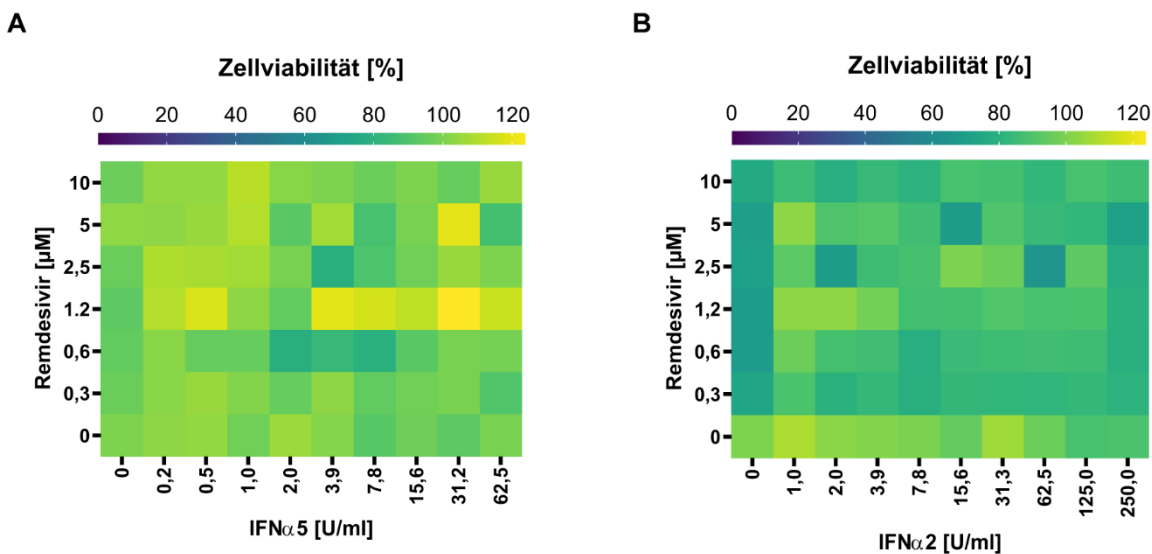 A
Zellviabilität [%]
0 20 40 60 80 100 120
Remdesivir [µM]
10
5
2,5
1,2
0,6
0,3
0
0 0,2 0,5 1,0 2,0 3,9 7,8 15,6 31,2 62,5
IFNα5 [U/ml]
B
Zellviabilität [%]
0 20 40 60 80 100 120
Remdesivir [µM]
10
5
2,5
1,2
0,6
0,3
0
0 1,0 2,0 3,9 7,8 15,6 31,3 62,5 125,0 250,0
IFNα2 [U/ml]